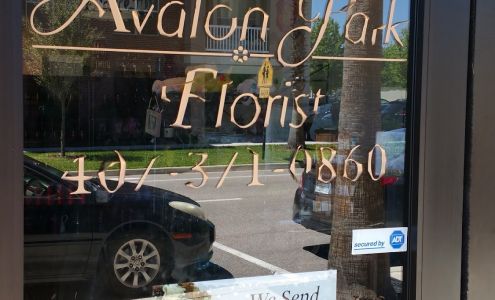 Avalon Park
Florist
407-371-0860
secured by ADT
We Send